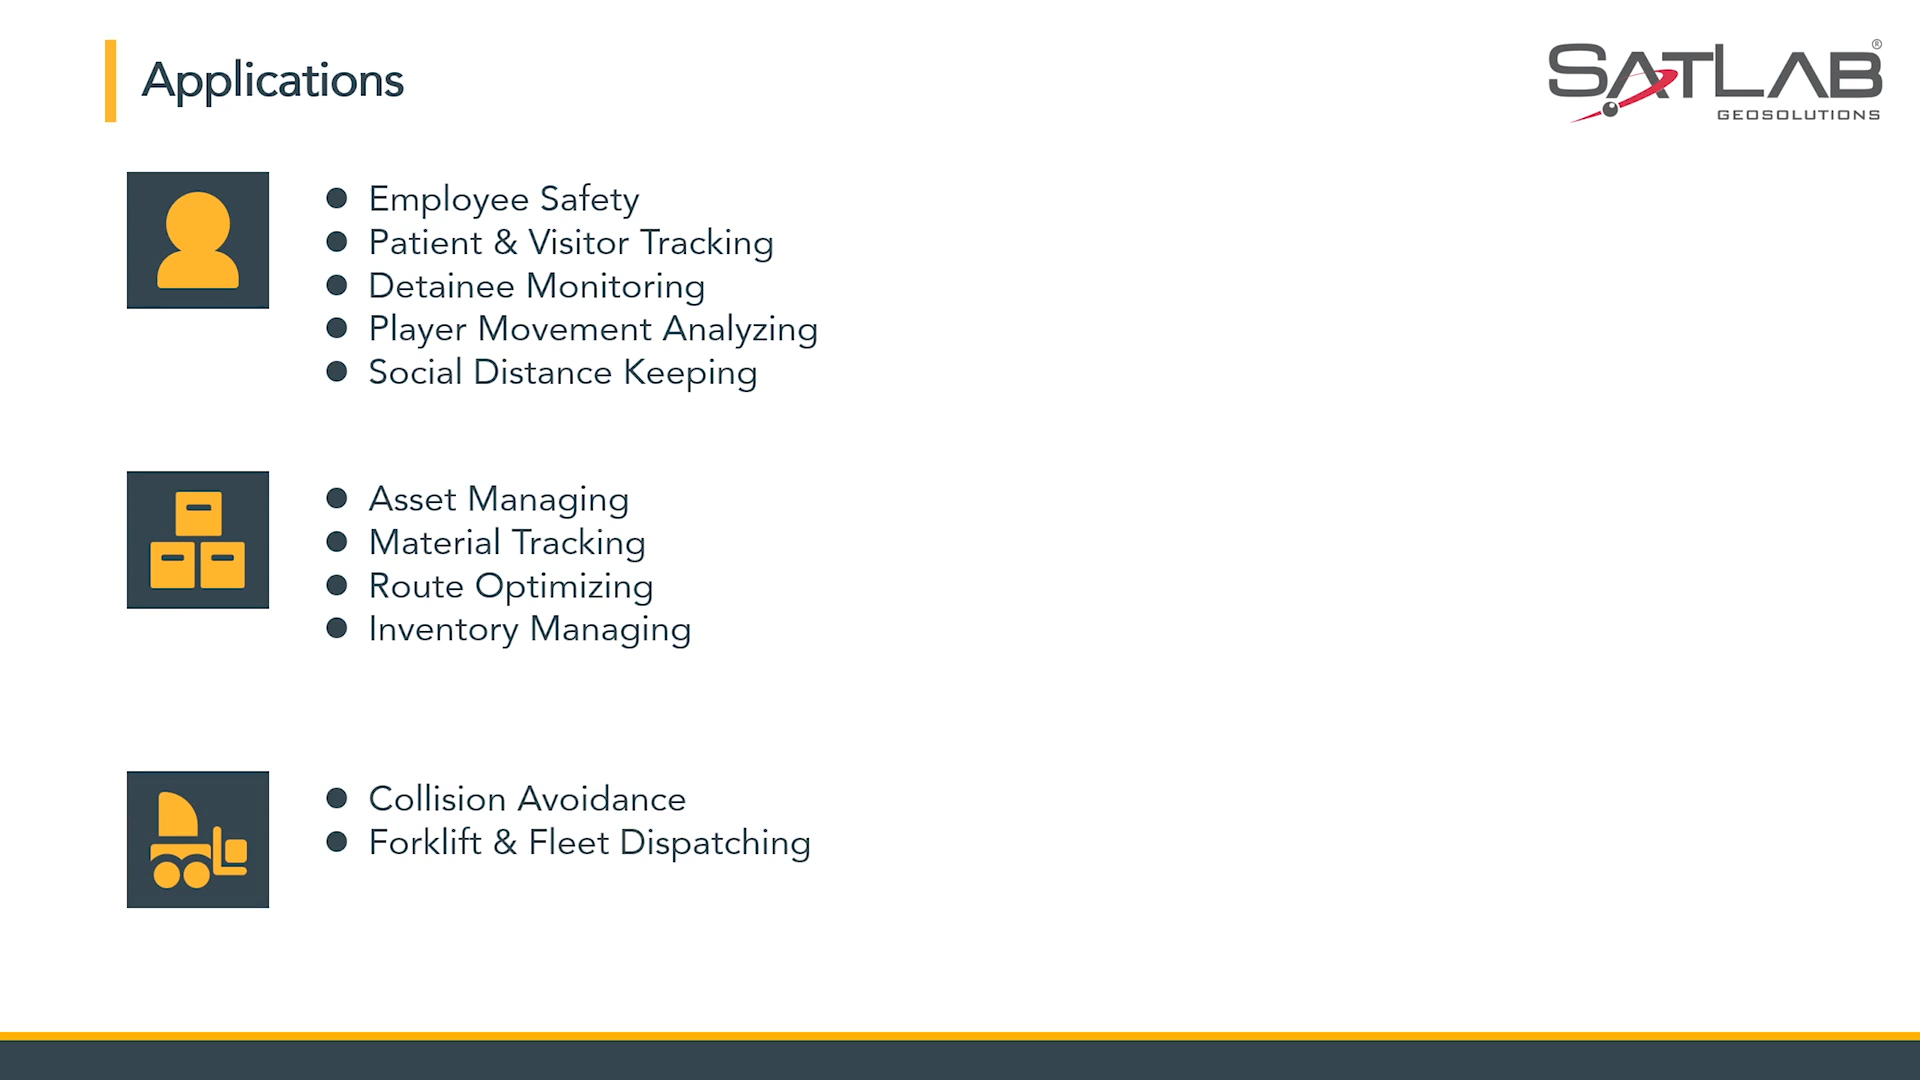 Applications
SATLAB®
GEOSOLUTIONS
● Employee Safety
● Patient & Visitor Tracking
● Detainee Monitoring
● Player Movement Analyzing
● Social Distance Keeping
● Asset Managing
● Material Tracking
● Route Optimizing
● Inventory Managing
● Collision Avoidance
● Forklift & Fleet Dispatching